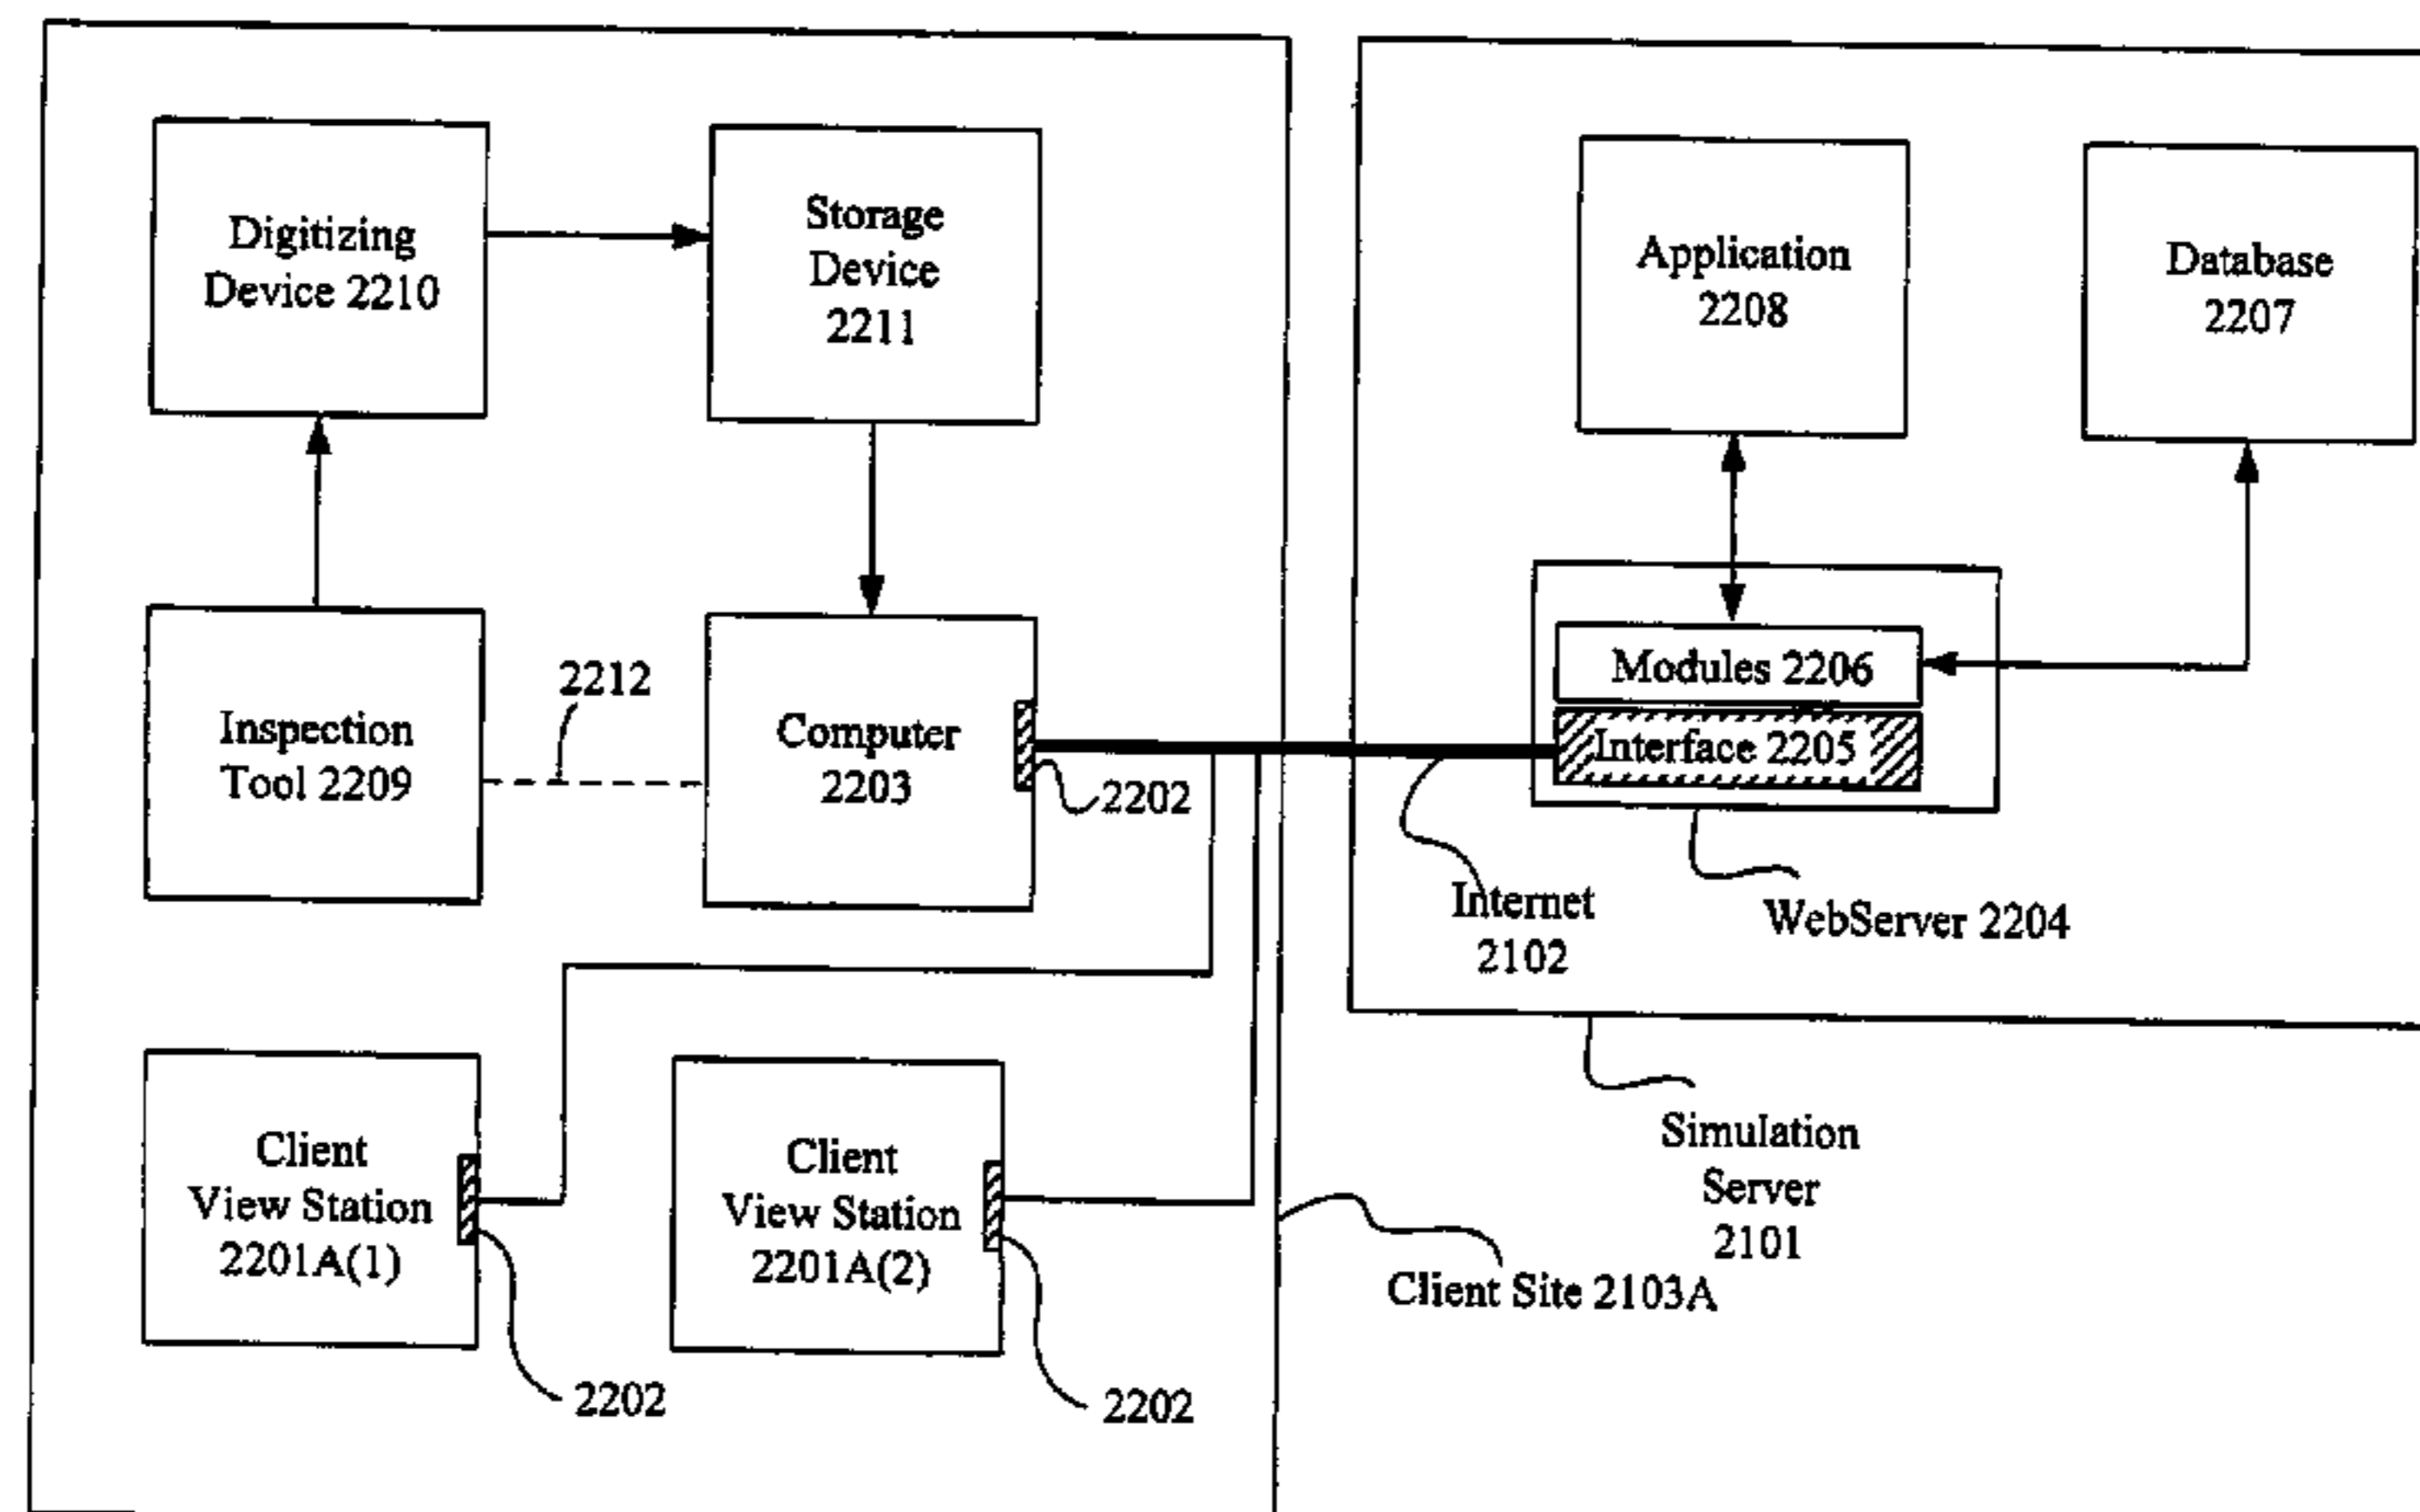 Digitizing
Device 2210
Storage
Device
2211
Application
2208
Database
2207
Inspection
Tool 2209
2212
Computer
2203
2202
Modules 2206
Interface 2205
Internet
2102
WebServer 2204
Client
View Station
2201A(1)
2202
Client
View Station
2201A(2)
2202
Client Site 2103A
Simulation
Server
2101